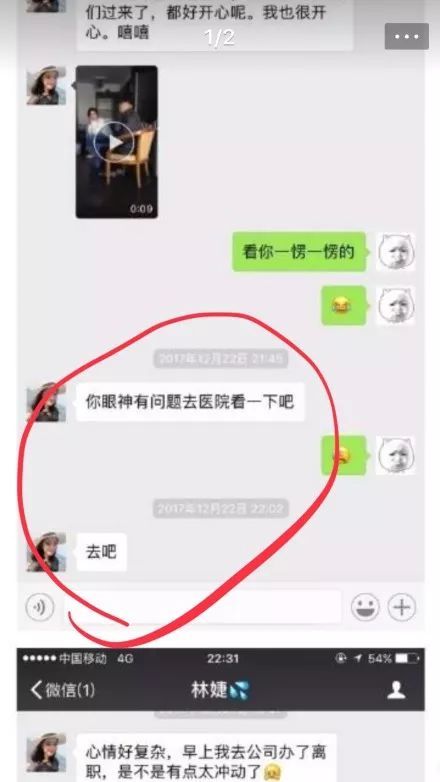 们过来了，都好开心呢。我也很开
心。嘻嘻
1/2
0:09
看你一愣一愣的
😂
2017年12月22日 21:45
你眼神有问题去医院看一下吧
2017年12月22日 22:02
去吧
中国移动 4G 22:31 54%
微信(1) 林婕💦
心情好复杂，早上我去公司办了离
职，是不是有点太冲动了😂